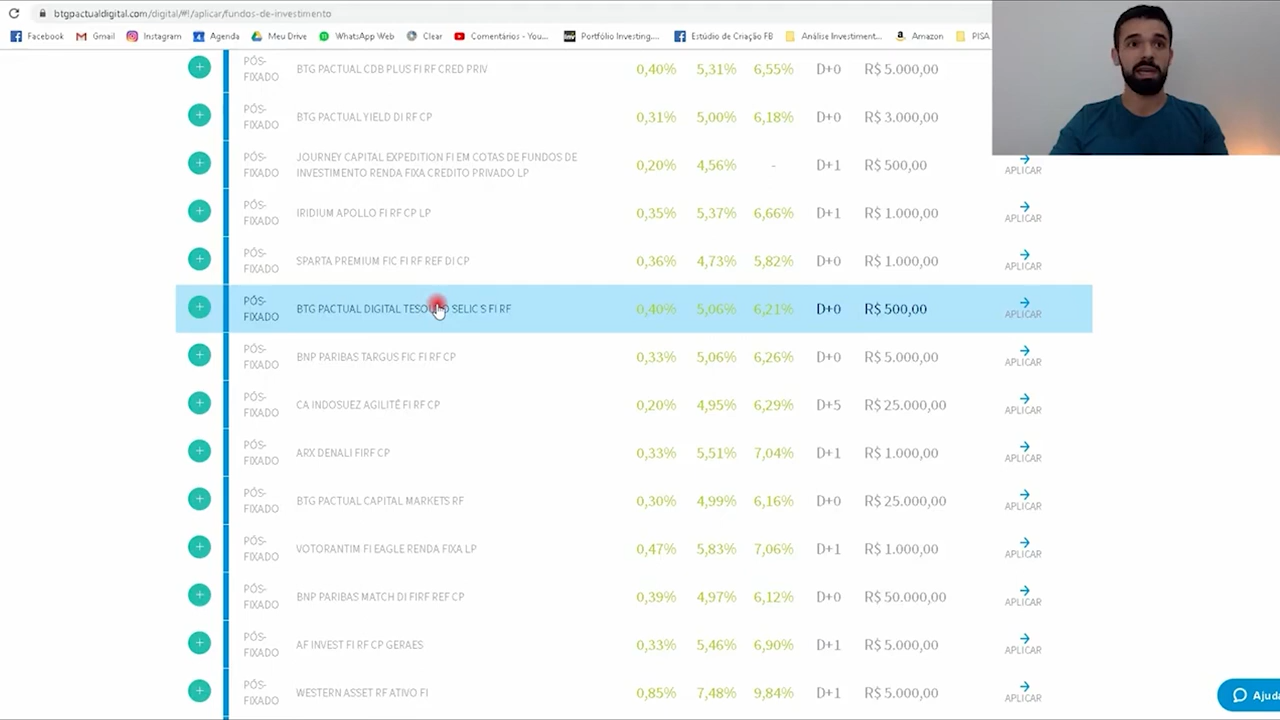 btgpactualdigital.com/digital/#!/aplicar/fundos-de-investimento
Facebook Gmail Instagram Agenda Meu Drive WhatsApp Web Clear Comentários - You... Portfólio Investing.... Estúdio de Criação FB Análise Investiment... Amazon PISA
PÓS-
FIXADO BTG PACTUAL CDB PLUS FI RF CRED PRIV 0,40% 5,31% 6,55% D+0 R$ 5.000,00
PÓS-
FIXADO BTG PACTUAL YIELD DI RF CP 0,31% 5,00% 6,18% D+0 R$ 3.000,00
PÓS- JOURNEY CAPITAL EXPEDITION FI EM COTAS DE FUNDOS DE
FIXADO INVESTIMENTO RENDA FIXA CREDITO PRIVADO LP 0,20% 4,56% - D+1 R$ 500,00 APLICAR
PÓS-
FIXADO IRIDIUM APOLLO FI RF CP LP 0,35% 5,37% 6,66% D+1 R$ 1.000,00 APLICAR
PÓS-
FIXADO SPARTA PREMIUM FIC FI RF REF DI CP 0,36% 4,73% 5,82% D+0 R$ 1.000,00 APLICAR
PÓS-
FIXADO BTG PACTUAL DIGITAL SELIC S FI RF 0,40% 5,06% 6,21% D+0 R$ 500,00 APLICAR
PÓS-
FIXADO BNP PARIBAS TARGUS FIC FI RF CP 0,33% 5,06% 6,26% D+0 R$ 5.000,00 APLICAR
PÓS-
FIXADO CA INDOSUEZ AGILITÉ FI RF CP 0,20% 4,95% 6,29% D+5 R$ 25.000,00 APLICAR
PÓS-
FIXADO ARX DENALI FIRF CP 0,33% 5,51% 7,04% D+1 R$ 1.000,00 APLICAR
PÓS-
FIXADO BTG PACTUAL CAPITAL MARKETS RF 0,30% 4,99% 6,16% D+0 R$ 25.000,00 APLICAR
PÓS-
FIXADO VOTORANTIM FI EAGLE RENDA FIXA LP 0,47% 5,83% 7,06% D+1 R$ 1.000,00 APLICAR
PÓS-
FIXADO BNP PARIBAS MATCH DI FIRF REF CP 0,39% 4,97% 6,12% D+0 R$ 50.000,00 APLICAR
PÓS-
FIXADO AF INVEST FI RF CP GERAES 0,33% 5,46% 6,90% D+1 R$ 5.000,00 APLICAR
PÓS-
FIXADO WESTERN ASSET RF ATIVO FI 0,85% 7,48% 9,84% D+1 R$ 5.000,00 APLICAR
Ajuda